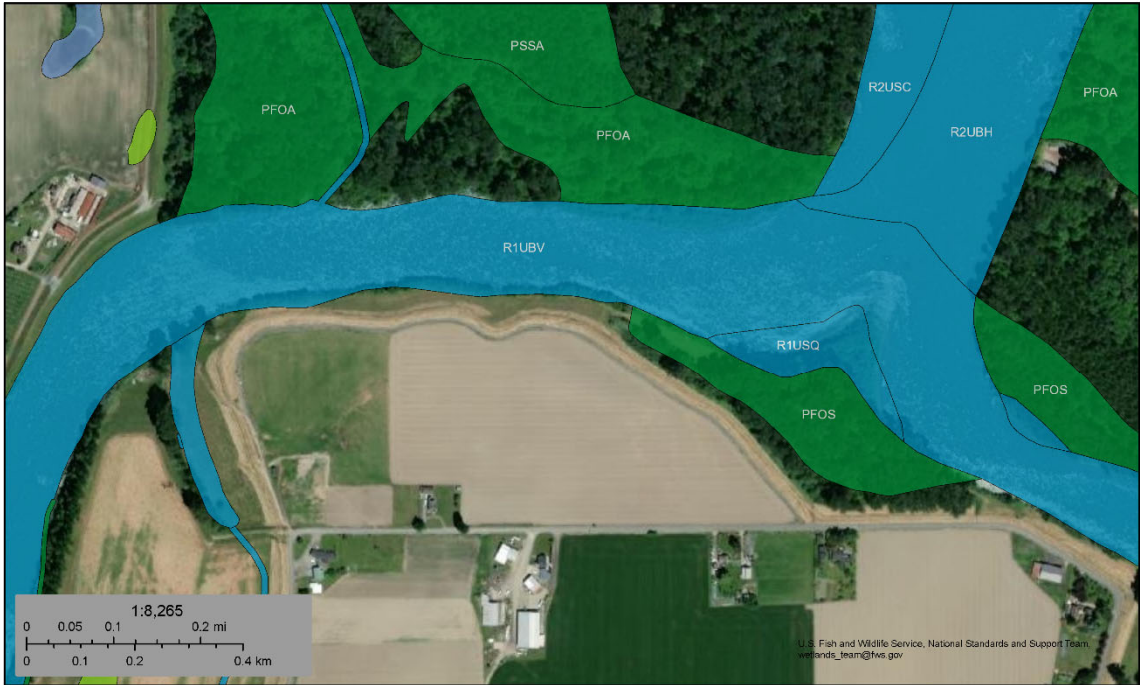 PSSA
PFOA
R2USC
PFOA
R2UBH
PFOA
R1UBV
R1USQ
PFOS
PFOS
1:8,265
0 0.05 0.1 0.2 mi
0 0.1 0.2 0.4 km
U.S. Fish and Wildlife Service, National Standards and Support Team,
wetlands_team@fws.gov